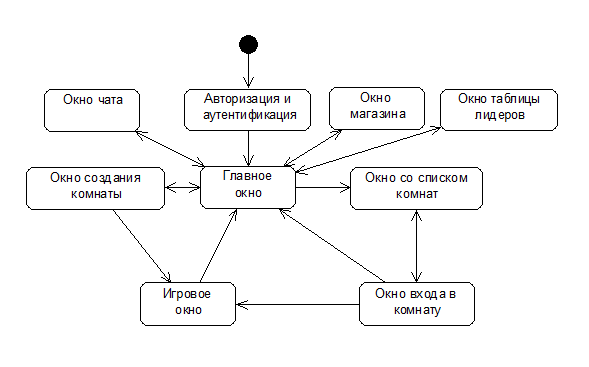 Окно чата
Авторизация и
аутентификация
Окно
магазина
Окно таблицы
лидеров
Окно создания
комнаты
Главное
окно
Окно со списком
комнат
Игровое
окно
Окно входа в
комнату